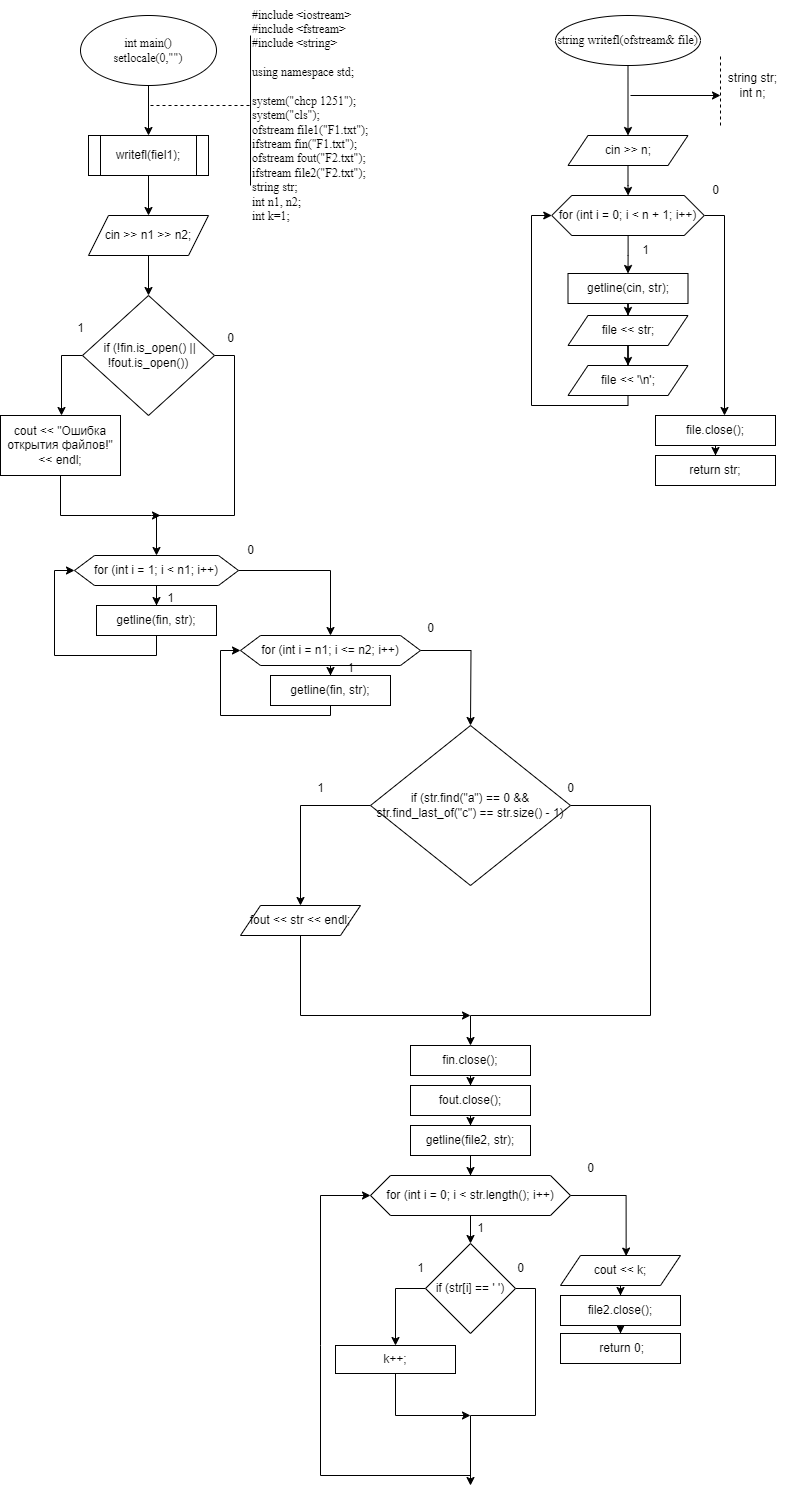 int main()
setlocale(0,"")
#include <iostream>
#include <fstream>
#include <string>
using namespace std;
system("chcp 1251");
system("cls");
ofstream file1("F1.txt");
ifstream fin("F1.txt");
ofstream fout("F2.txt");
ifstream file2("F2.txt");
string str;
int n1, n2;
int k=1;
writefl(fiel1);
cin >> n1 >> n2;
1
0
if (!fin.is_open() ||
!fout.is_open())
cout << "Ошибка
открытия файлов!"
<< endl;
0
for (int i = 1; i < n1; i++)
1
getline(fin, str);
0
for (int i = n1; i <= n2; i++)
1
getline(fin, str);
1
0
if (str.find("a") == 0 &&
str.find_last_of("c") == str.size() - 1)
fout << str << endl;
fin.close();
fout.close();
getline(file2, str);
0
for (int i = 0; i < str.length(); i++)
1
1
0
if (str[i] == ' ')
k++;
cout << k;
file2.close();
return 0;
string writefl(ofstream& file)
string str;
int n;
cin >> n;
0
for (int i = 0; i < n + 1; i++)
1
getline(cin, str);
file << str;
file << '\n';
file.close();
return str;